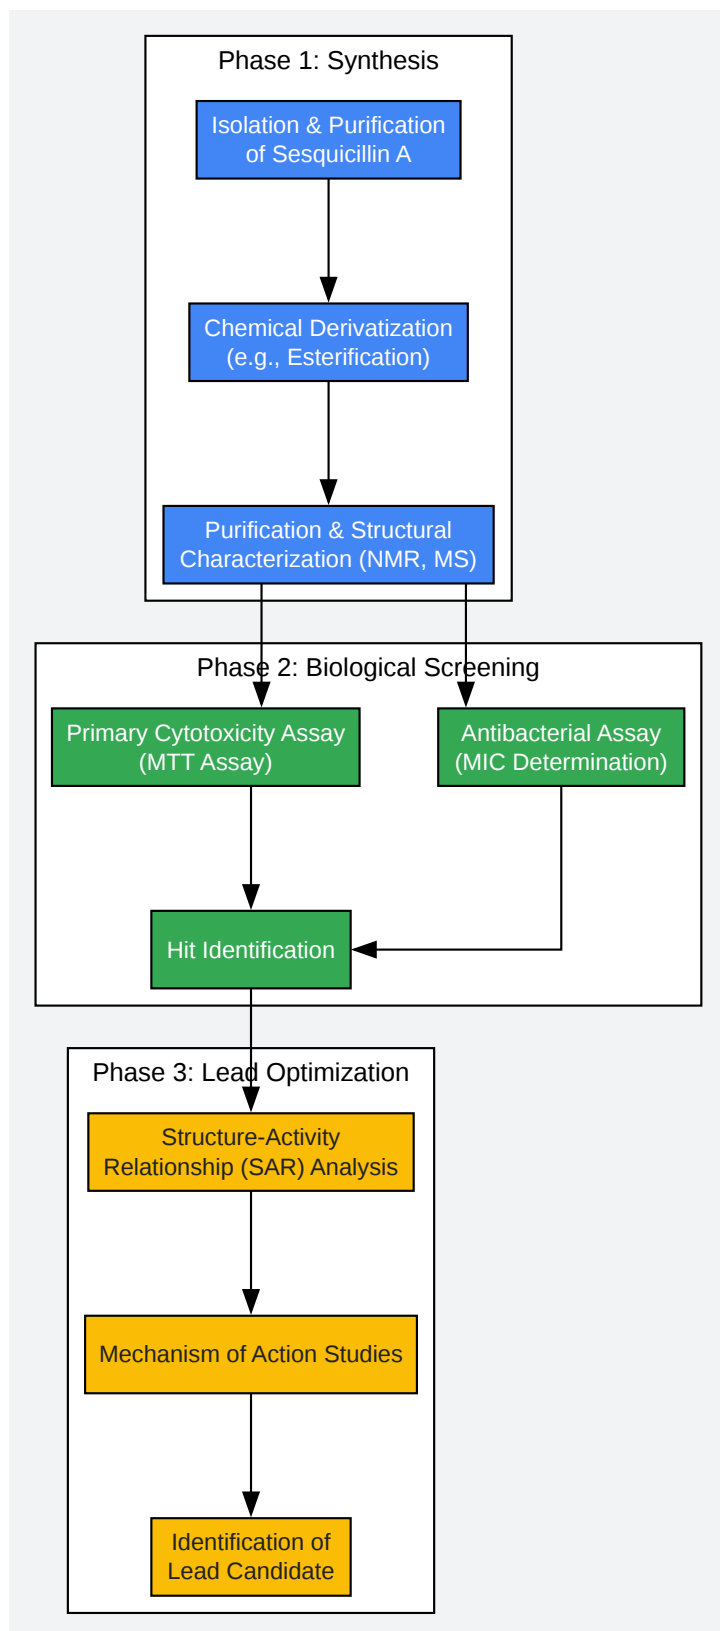 Phase 1: Synthesis
Isolation & Purification
of Sesquicillin A
Chemical Derivatization
(e.g., Esterification)
Purification & Structural
Characterization (NMR, MS)
Phase 2: Biological Screening
Primary Cytotoxicity Assay
(MTT Assay)
Antibacterial Assay
(MIC Determination)
Hit Identification
Phase 3: Lead Optimization
Structure-Activity
Relationship (SAR) Analysis
Mechanism of Action Studies
Identification of
Lead Candidate